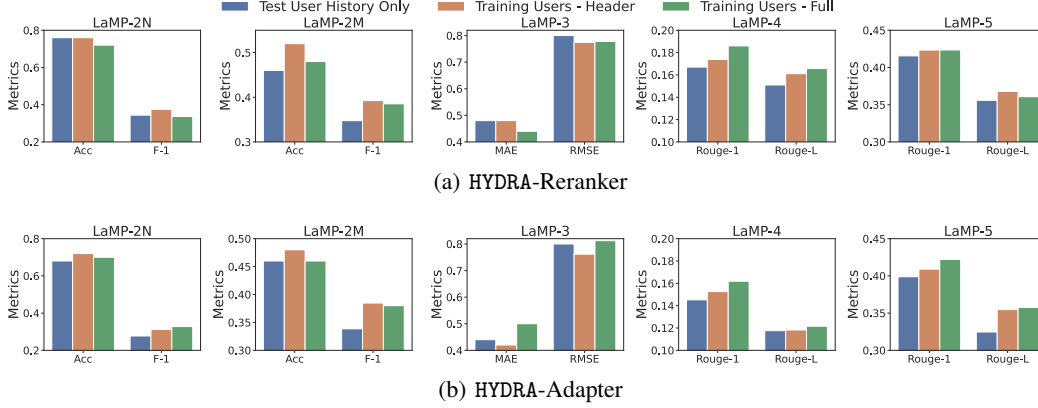 Test User History Only Training Users - Header Training Users - Full
LaMP-2N LaMP-2M LaMP-3 LaMP-4 LaMP-5
Metrics 0.8 0.6 0.4 0.2 Acc F-1
Metrics 0.5 0.4 0.3 Acc F-1
Metrics 0.8 0.7 0.6 0.5 0.4 MAE RMSE
Metrics 0.20 0.18 0.16 0.14 0.12 0.10 Rouge-1 Rouge-L
Metrics 0.45 0.40 0.35 0.30 Rouge-1 Rouge-L
(a) HYDRA-Reranker
LaMP-2N LaMP-2M LaMP-3 LaMP-4 LaMP-5
Metrics 0.8 0.6 0.4 0.2 Acc F-1
Metrics 0.50 0.45 0.40 0.35 0.30 Acc F-1
Metrics 0.8 0.7 0.6 0.5 0.4 MAE RMSE
Metrics 0.20 0.18 0.16 0.14 0.12 0.10 Rouge-1 Rouge-L
Metrics 0.45 0.40 0.35 0.30 Rouge-1 Rouge-L
(b) HYDRA-Adapter